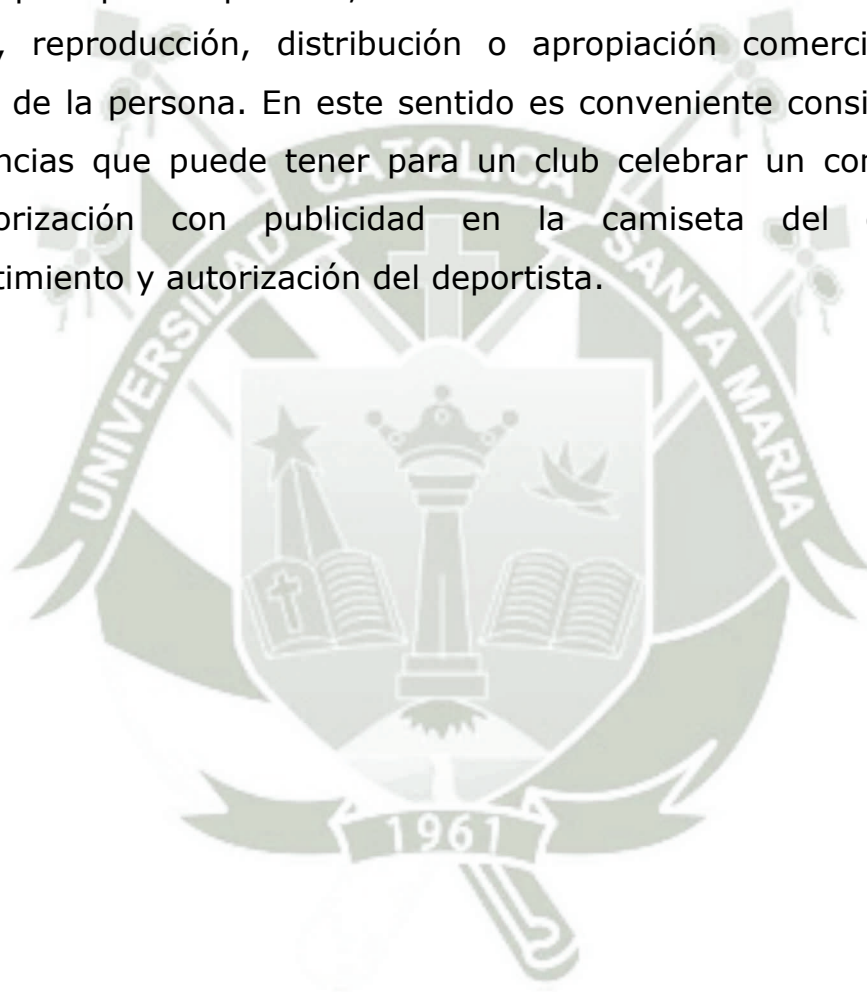 , reproducción, distribución o apropiación comerci
de la persona. En este sentido es conveniente consi
ncias que puede tener para un club celebrar un co
orización con publicidad en la camiseta del
timiento y autorización del deportista.
UNIVERSIDAD CATOLICA SANTA MARIA
1961